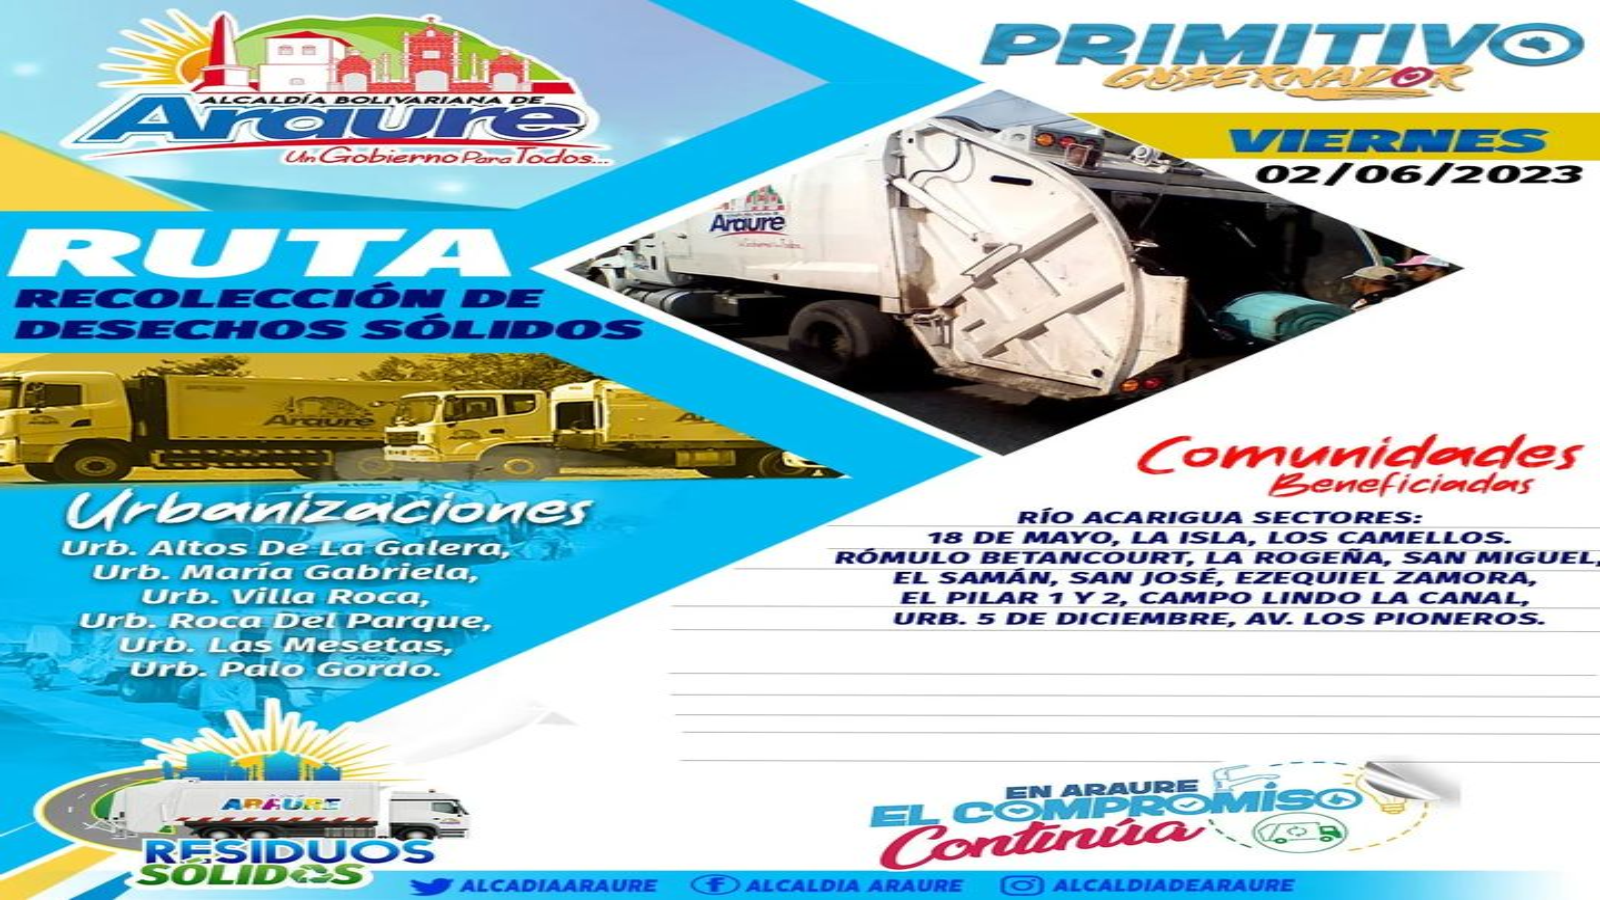 ALCALDÍA BOLIVARIANA DE
Araure
Un Gobierno Para Todos...
PRIMITIVO
GOBERNADOR
VIERNES
02/06/2023
Araure
RUTA
RECOLECCIÓN DE
DESECHOS SÓLIDOS
Araure
Urbanizaciones
Urb. Altos De La Galera,
Urb. María Gabriela,
Urb. Villa Roca,
Urb. Roca Del Parque,
Urb. Las Mesetas,
Urb. Palo Gordo.
Comunidades
Beneficiadas
RÍO ACARIGUA SECTORES:
18 DE MAYO, LA ISLA, LOS CAMELLOS.
RÓMULO BETANCOURT, LA ROGEÑA, SAN MIGUEL,
EL SAMÁN, SAN JOSÉ, EZEQUIEL ZAMORA,
EL PILAR 1 Y 2, CAMPO LINDO LA CANAL,
URB. 5 DE DICIEMBRE, AV. LOS PIONEROS.
ARAURE
RESIDUOS
SÓLIDOS
EN ARAURE
EL COMPROMISO
Continúa
ALCADIAARAURE
ALCALDIA ARAURE
ALCALDIADEARAURE